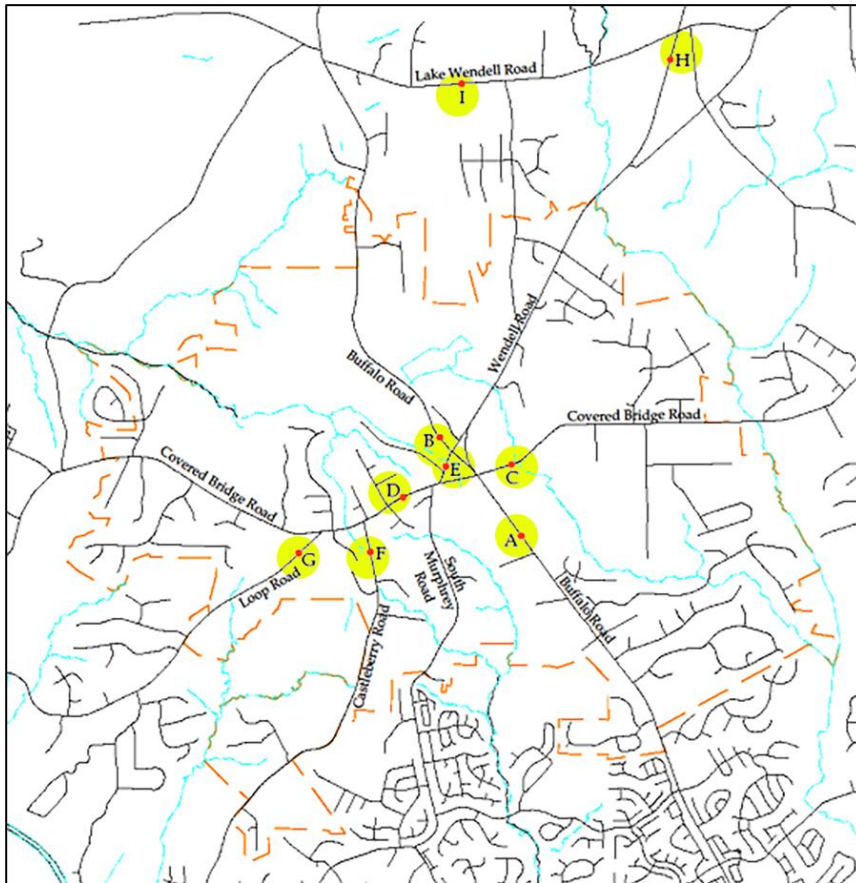 Lake Wendell Road
H
I
Wendell Road
Buffalo Road
Covered Bridge Road
B
E
C
Covered Bridge Road
D
A
F
G
South
Murphrey
Road
Loop Road
Buffalo Road
Castleberry Road